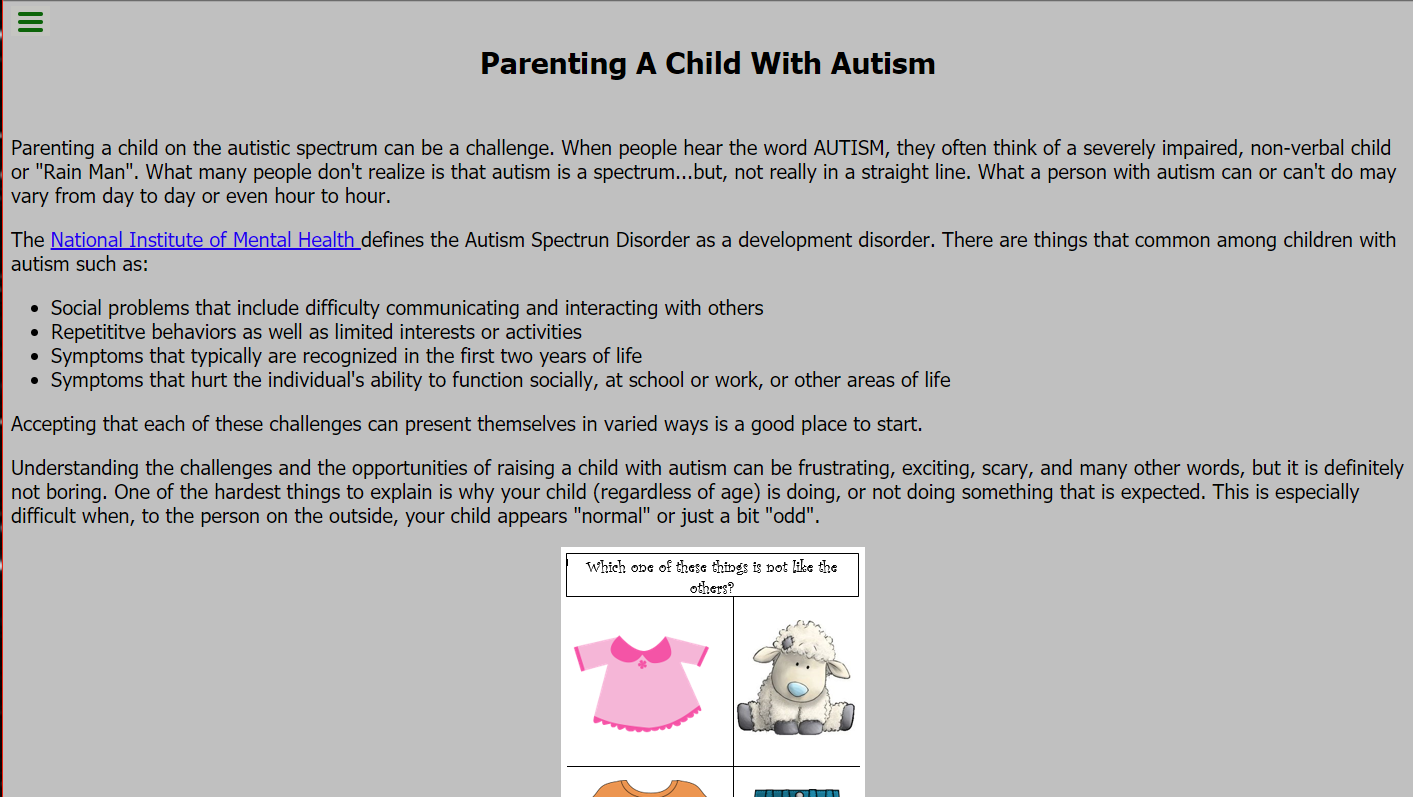 Parenting A Child With Autism
Parenting a child on the autistic spectrum can be a challenge. When people hear the word AUTISM, they often think of a severely impaired, non-verbal child
or "Rain Man". What many people don't realize is that autism is a spectrum...but, not really in a straight line. What a person with autism can or can't do may
vary from day to day or even hour to hour.
The National Institute of Mental Health defines the Autism Spectrun Disorder as a development disorder. There are things that common among children with
autism such as:
• Social problems that include difficulty communicating and interacting with others
• Repetititve behaviors as well as limited interests or activities
• Symptoms that typically are recognized in the first two years of life
• Symptoms that hurt the individual's ability to function socially, at school or work, or other areas of life
Accepting that each of these challenges can present themselves in varied ways is a good place to start.
Understanding the challenges and the opportunities of raising a child with autism can be frustrating, exciting, scary, and many other words, but it is definitely
not boring. One of the hardest things to explain is why your child (regardless of age) is doing, or not doing something that is expected. This is especially
difficult when, to the person on the outside, your child appears "normal" or just a bit "odd".
Which one of these things is not like the
others?